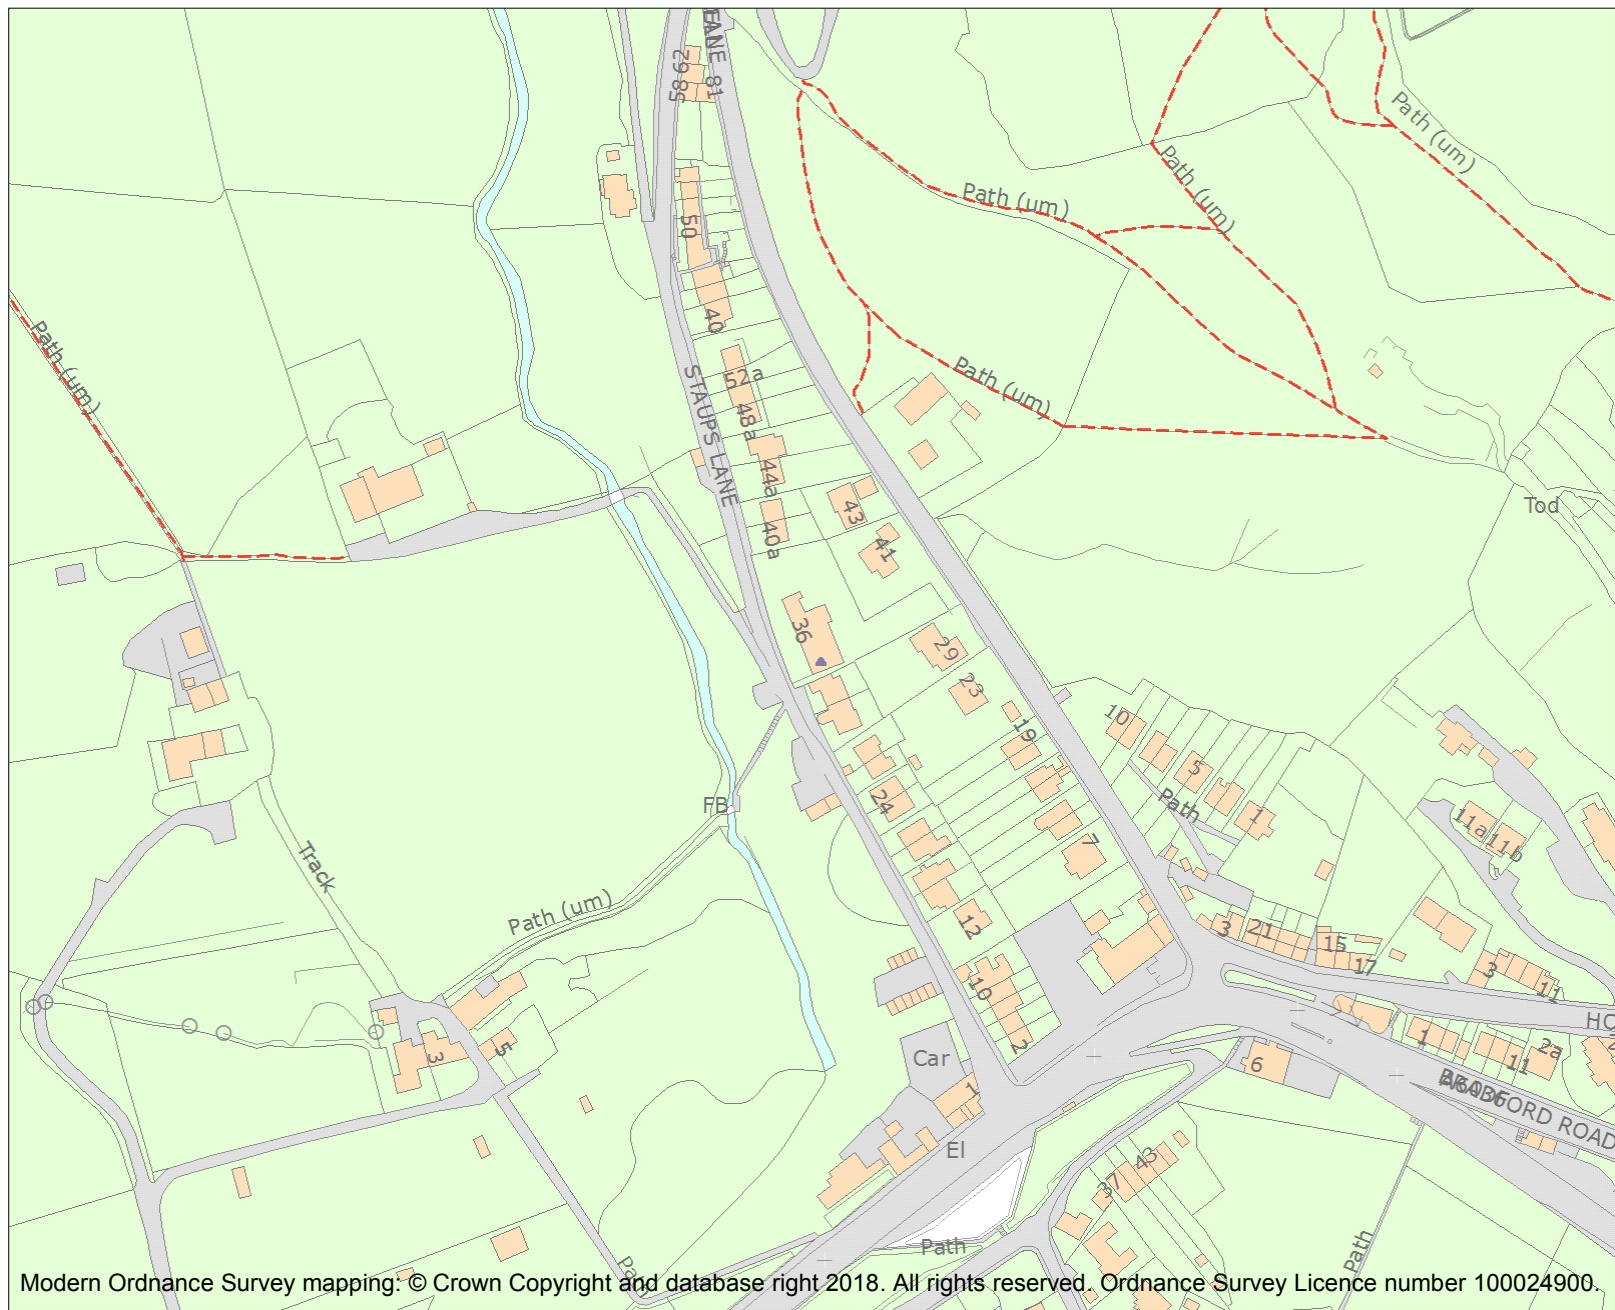 LANE 81
58 62
Path (um)
Path (um)
Path (um)
50
40
Path (um)
52a
Path (um)
STAUPS LANE
48a
44a
40a
43
41
Tod
36
29
23
19
10
5
1
Path
11a
11b
24
7
FB
Track
Path (um)
12
10
2
3
21
15
17
3
11
HO
1
11
2a
6
BRADFORD ROAD
A6036
3
5
Car
1
El
43
37
Path
Path
Modern Ordnance Survey mapping: © Crown Copyright and database right 2018. All rights reserved. Ordnance Survey Licence number 100024900.